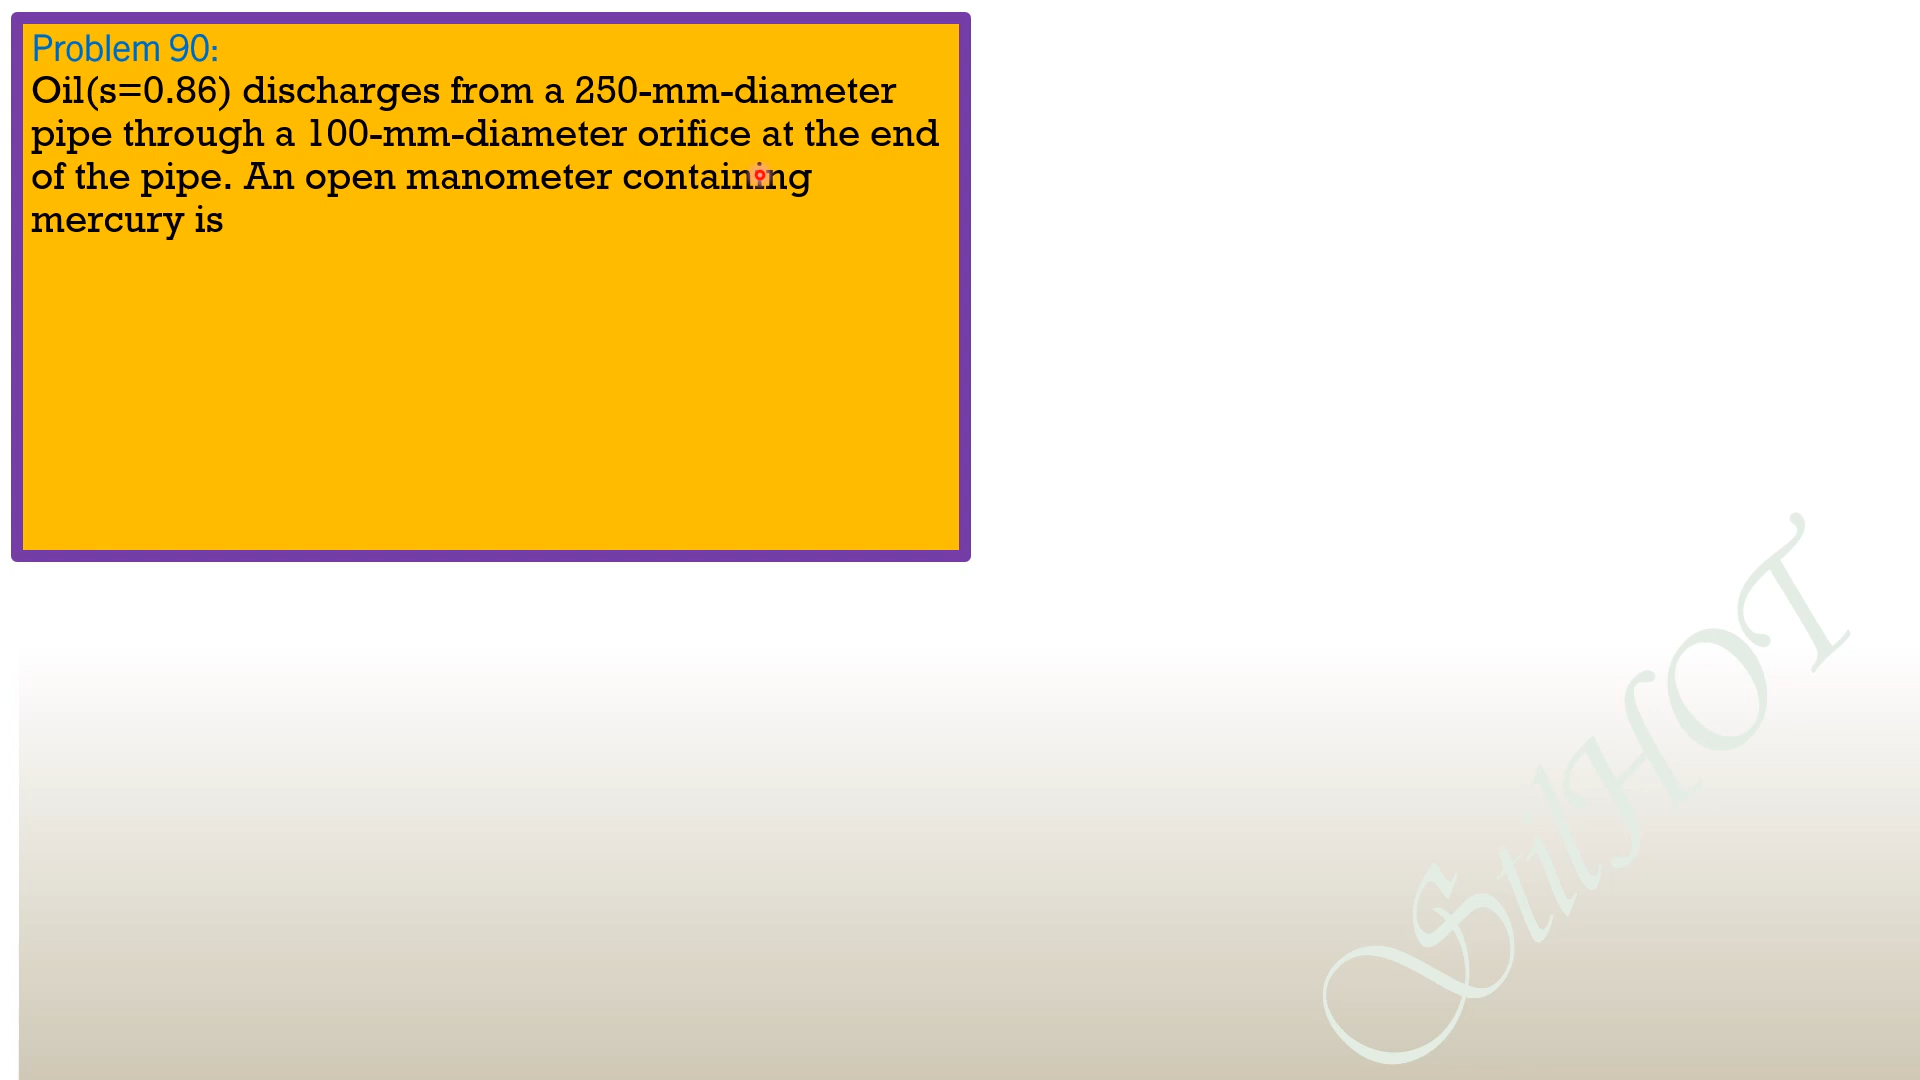 Problem 90:
Oil(s=0.86) discharges from a 250-mm-diameter
pipe through a 100-mm-diameter orifice at the end
of the pipe. An open manometer containing
mercury is
StilHOT